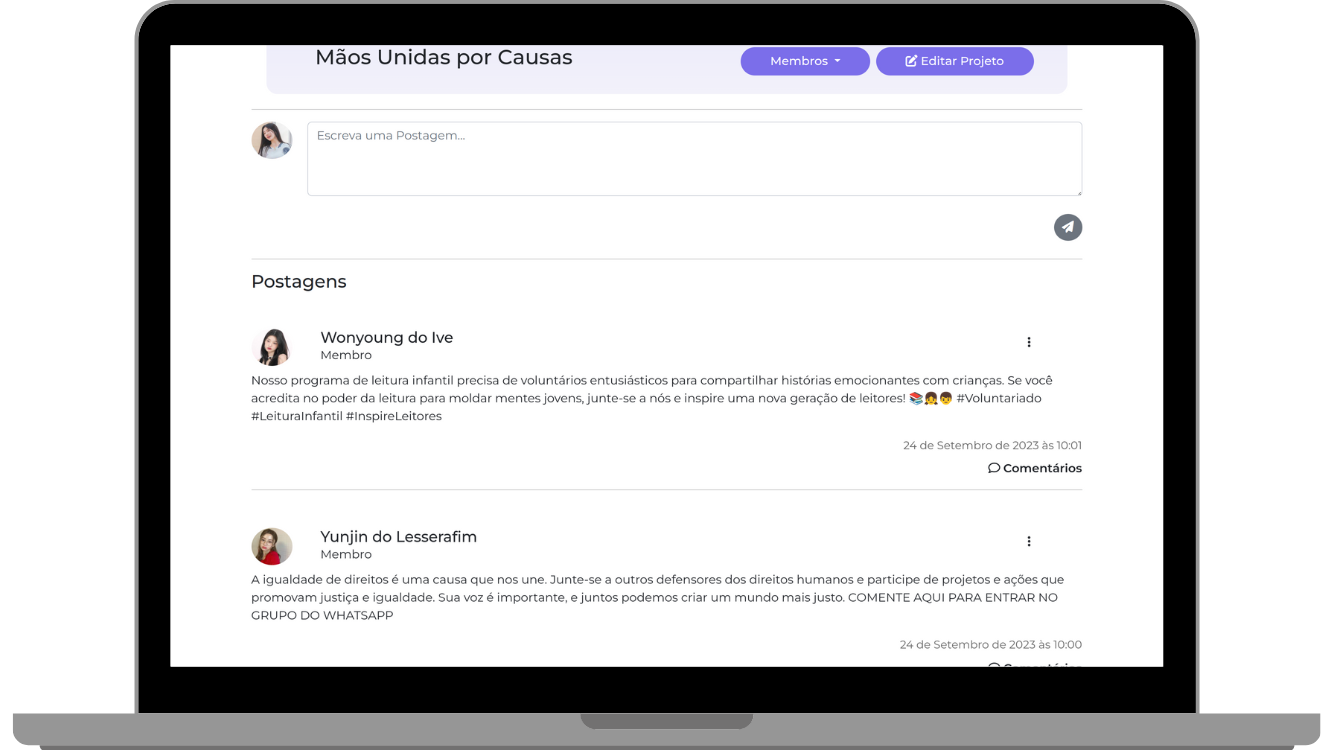 Mãos Unidas por Causas
Membros
Editar Projeto
Escreva uma Postagem...
Postagens
Wonyoung do Ive
Membro
Nosso programa de leitura infantil precisa de voluntários entusiásticos para compartilhar histórias emocionantes com crianças. Se você
acredita no poder da leitura para moldar mentes jovens, junte-se a nós e inspire uma nova geração de leitores! 📚👧👦 #Voluntariado
#LeituraInfantil #InspireLeitores
24 de Setembro de 2023 às 10:01
Comentários
Yunjin do Lesserafim
Membro
A igualdade de direitos é uma causa que nos une. Junte-se a outros defensores dos direitos humanos e participe de projetos e ações que
promovam justiça e igualdade. Sua voz é importante, e juntos podemos criar um mundo mais justo. COMENTE AQUI PARA ENTRAR NO
GRUPO DO WHATSAPP
24 de Setembro de 2023 às 10:00
Comentários